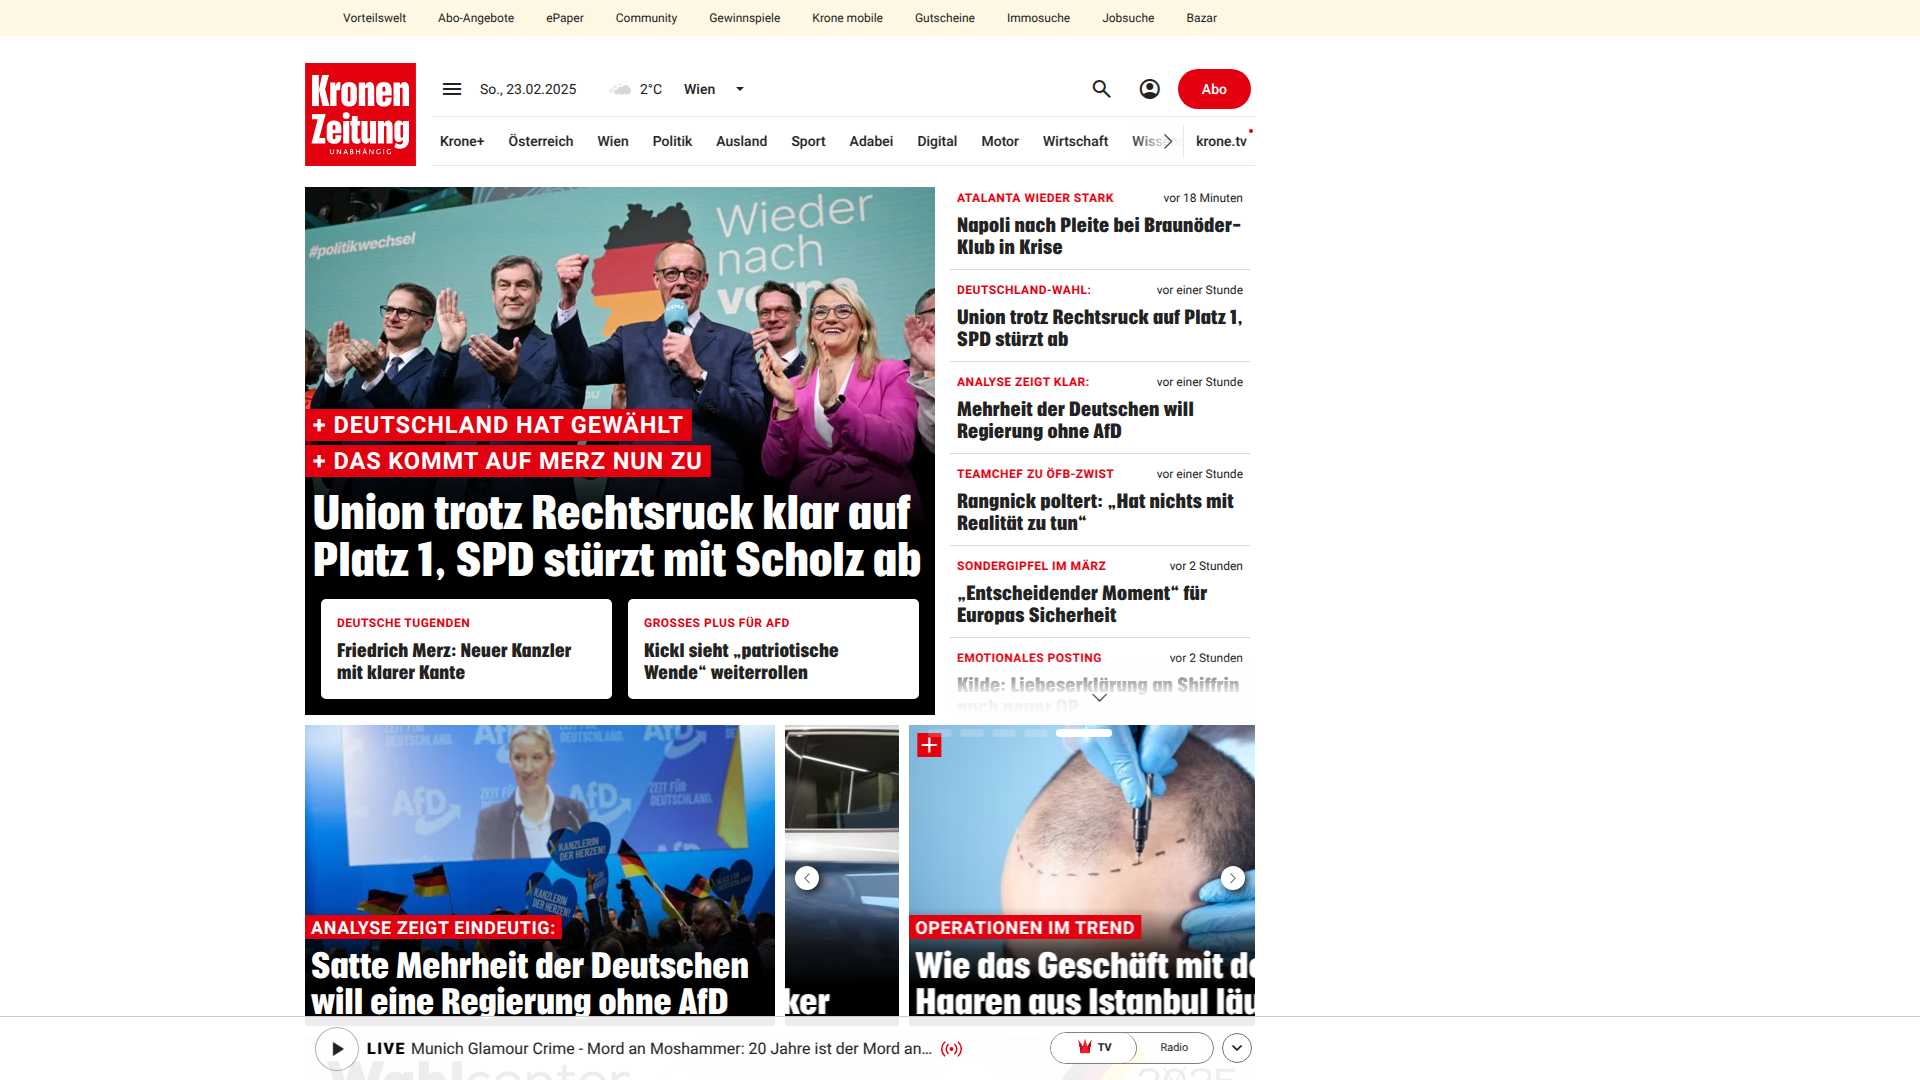 Vorteilswelt Abo-Angebote ePaper Community Gewinnspiele Krone mobile Gutscheine Immosuche Jobsuche Bazar
Kronen
Zeitung
UNABHÄNGIG
So., 23.02.2025 2°C Wien
Abo
Krone+ Österreich Wien Politik Ausland Sport Adabei Digital Motor Wirtschaft krone.tv
#politikwechsel
Wieder
nach
+ DEUTSCHLAND HAT GEWÄHLT
+ DAS KOMMT AUF MERZ NUN ZU
Union trotz Rechtsruck klar auf
Platz 1, SPD stürzt mit Scholz ab
DEUTSCHE TUGENDEN
Friedrich Merz: Neuer Kanzler
mit klarer Kante
GROSSES PLUS FÜR AFD
Kickl sieht „patriotische
Wende“ weiterrollen
ATALANTA WIEDER STARK vor 18 Minuten
Napoli nach Pleite bei Braunöder-
Klub in Krise
DEUTSCHLAND-WAHL: vor einer Stunde
Union trotz Rechtsruck auf Platz 1,
SPD stürzt ab
ANALYSE ZEIGT KLAR: vor einer Stunde
Mehrheit der Deutschen will
Regierung ohne AfD
TEAMCHEF ZU ÖFB-ZWIST vor einer Stunde
Rangnick poltert: „Hat nichts mit
Realität zu tun“
SONDERGIPFEL IM MÄRZ vor 2 Stunden
„Entscheidender Moment“ für
Europas Sicherheit
EMOTIONALES POSTING vor 2 Stunden
Kilde: Liebeserklärung an Shiffrin
nach neuer OP
AfD
AfD
ZEIT FÜR
DEUTSCHLAND.
KANZLERIN
DER HERZEN!
KANZLERIN
DER HERZEN!
ANALYSE ZEIGT EINDEUTIG:
Satte Mehrheit der Deutschen
will eine Regierung ohne AfD
ker
OPERATIONEN IM TREND
Wie das Geschäft mit
Haaren aus Istanbul
LIVE Munich Glamour Crime - Mord an Moshammer: 20 Jahre ist der Mord an...
TV Radio
Wahlcenter 2025